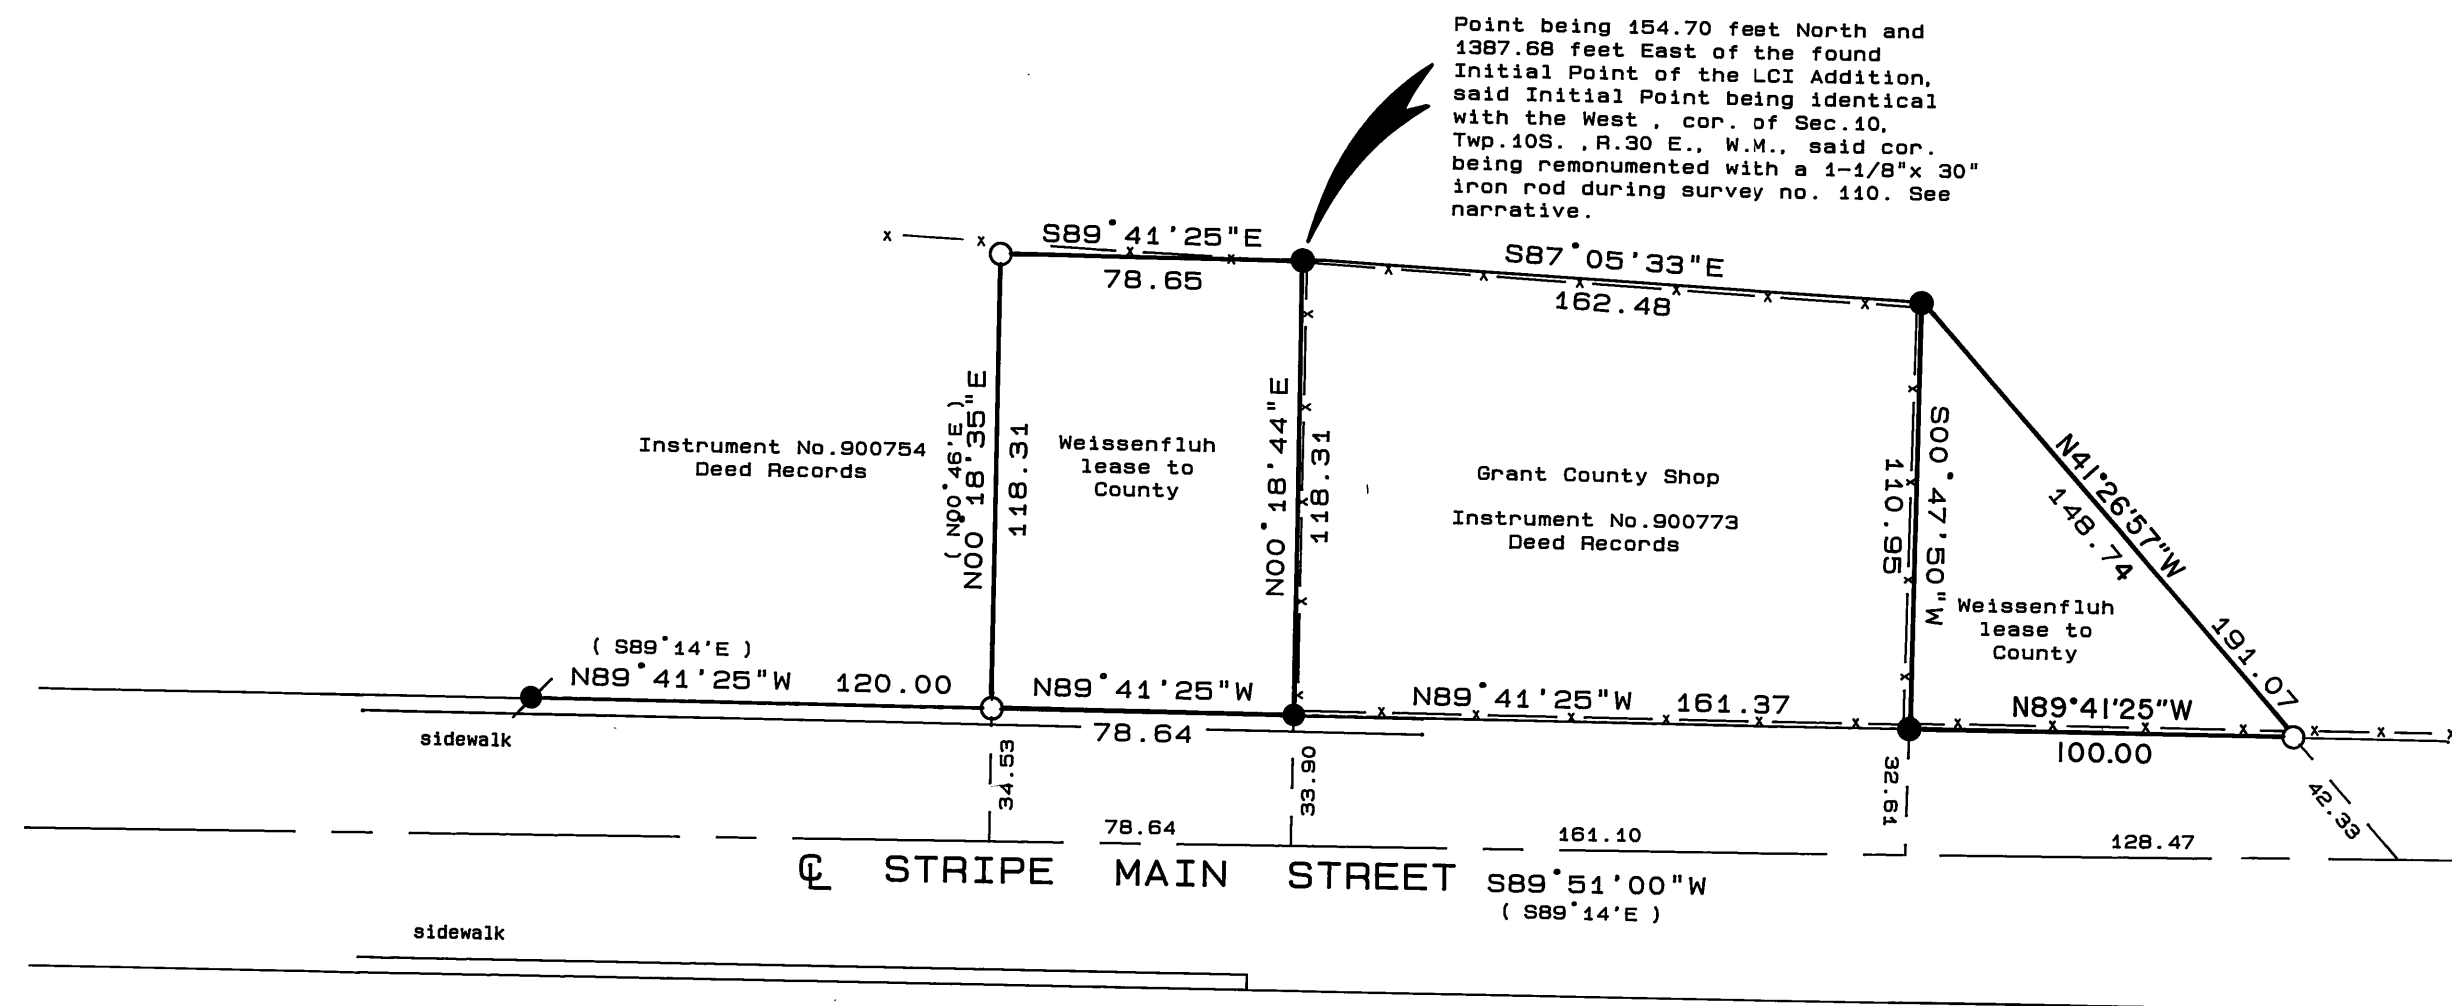 Point being 154.70 feet North and
1387.68 feet East of the found
Initial Point of the LCI Addition,
said Initial Point being identical
with the West , cor. of Sec.10,
Twp.10S. ,R.30 E., W.M., said cor.
being remonumented with a 1-1/8"x 30"
iron rod during survey no. 110. See
narrative.
S89°41'25"E
78.65
S87°05'33"E
162.48
Instrument No.900754
Deed Records
(N00°46'E)
N00°18'35"E
118.31
Weissenfluh
lease to
County
N00°18'44"E
118.31
Grant County Shop
Instrument No.900773
Deed Records
110.95
S00°47'50"W
N41°26'57"W
148.74
191.07
Weissenfluh
lease to
County
( S89°14'E )
N89°41'25"W 120.00
N89°41'25"W
78.64
N89°41'25"W 161.37
N89°41'25"W
100.00
sidewalk
34.53
33.90
32.61
42.33
78.64
161.10
128.47
℄ STRIPE MAIN STREET
S89°51'00"W
( S89°14'E )
sidewalk